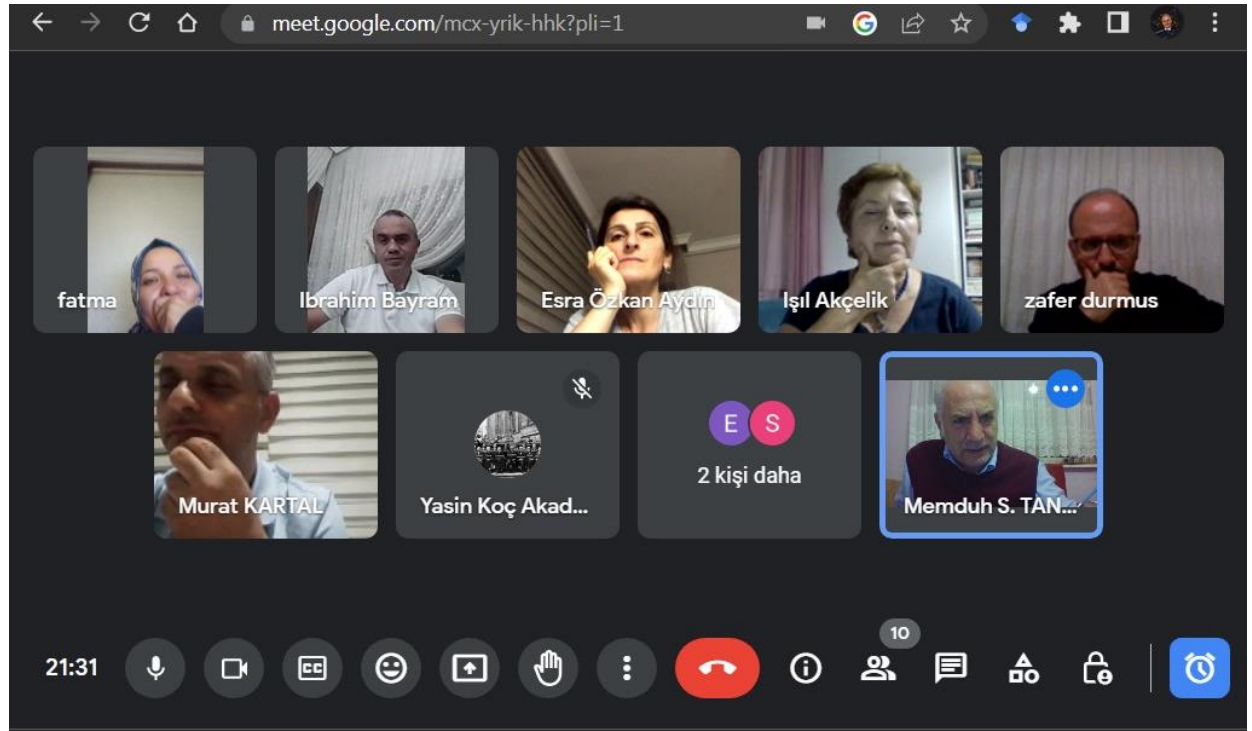 meet.google.com/mcx-yrik-hhk?pli=1
fatma
Ibrahim Bayram
Esra Özkan Aydın
Işıl Akçelik
zafer durmus
Murat KARTAL
Yasin Koç Akad...
E S
2 kişi daha
Memduh S. TAN...
10
21:31
CC